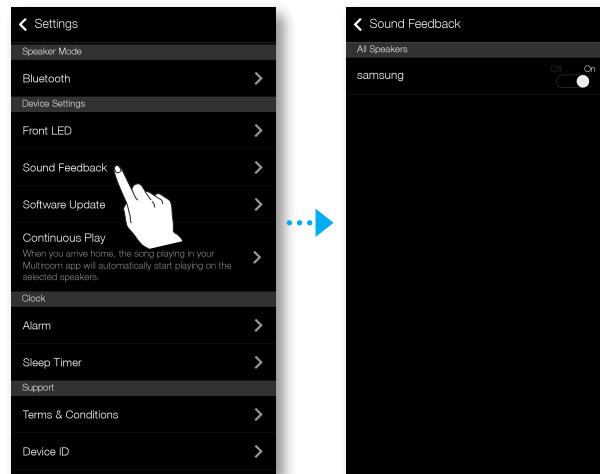 Settings
Speaker Mode
Bluetooth
Device Settings
Front LED
Sound Feedback
Software Update
Continuous Play
When you arrive home, the song playing in your
Multiroom app will automatically start playing on the
selected speakers.
Clock
Alarm
Sleep Timer
Support
Terms & Conditions
Device ID
Sound Feedback
All Speakers
samsung
Off On